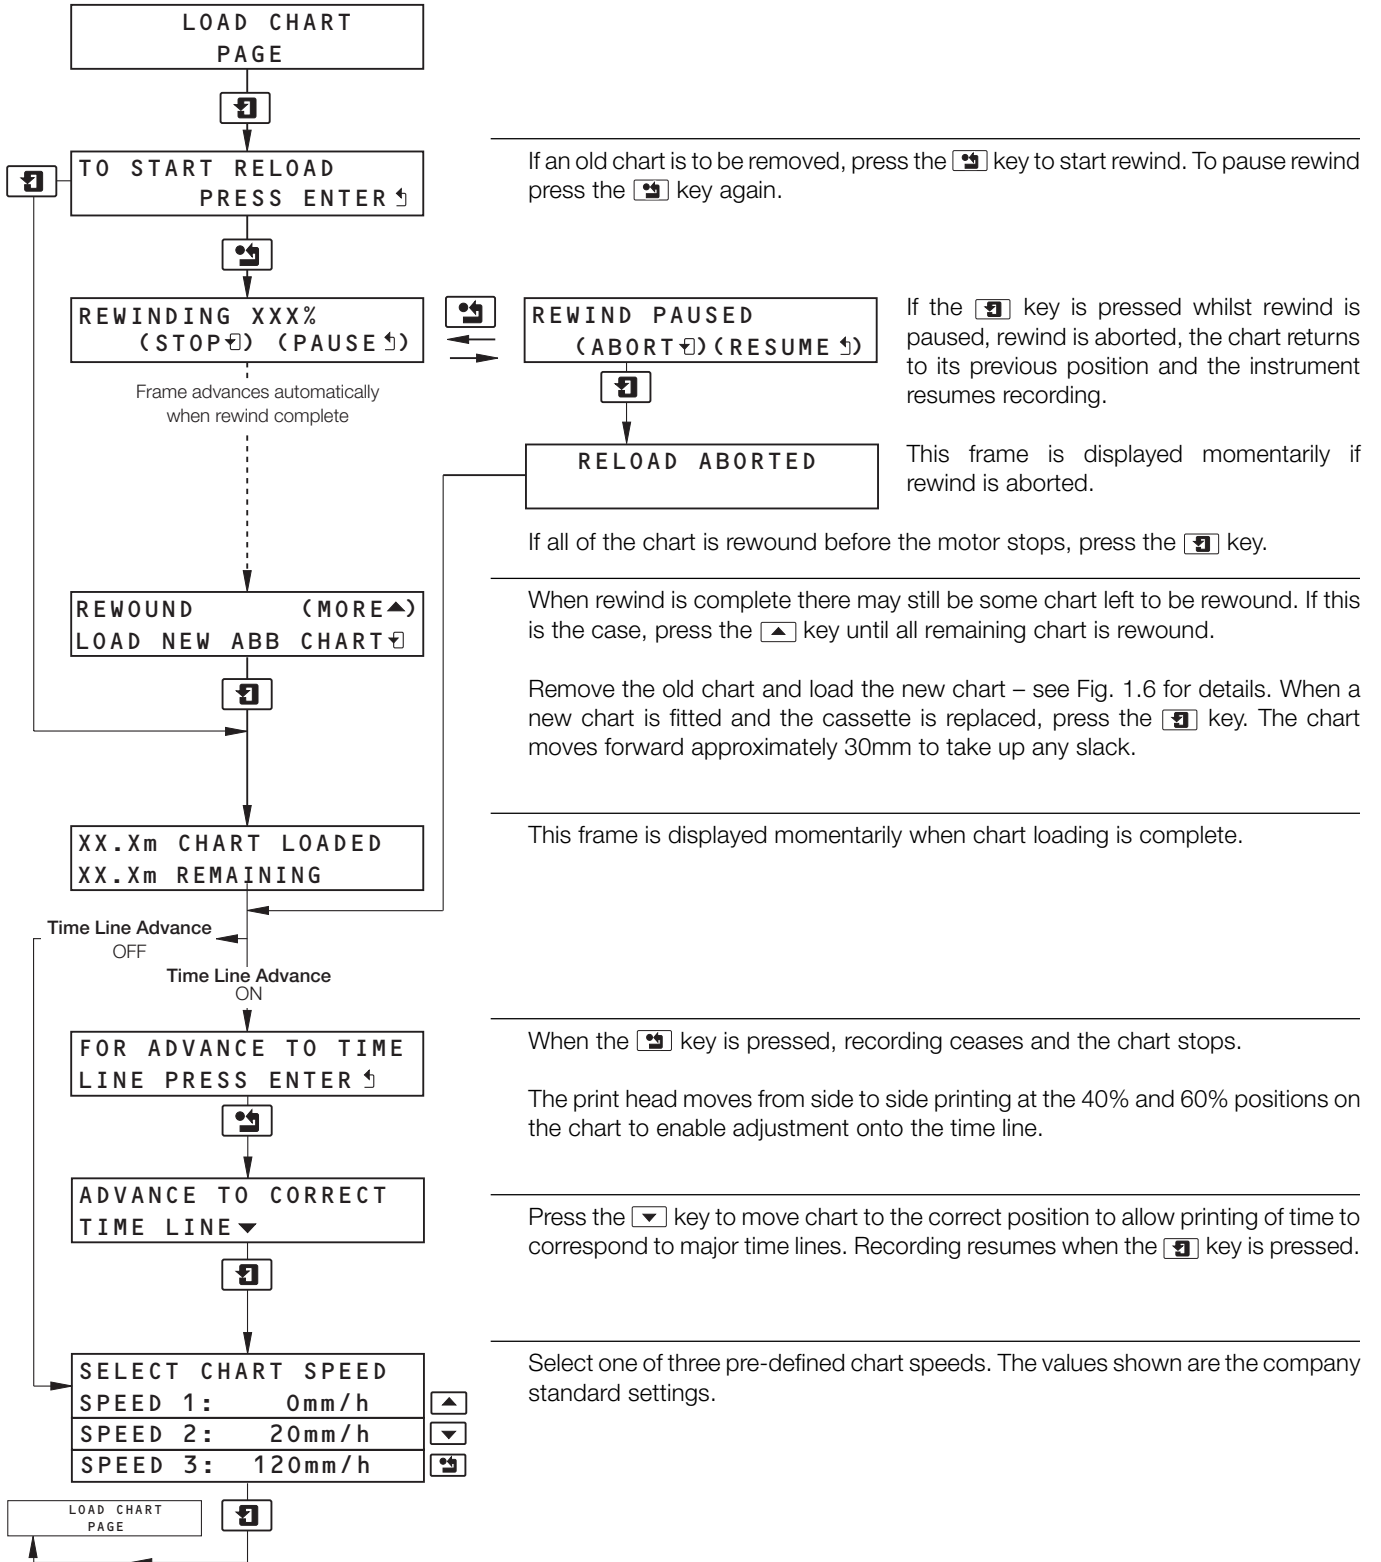 LOAD CHART
PAGE
TO START RELOAD
PRESS ENTER
If an old chart is to be removed, press the key to start rewind. To pause rewind
press the key again.
REWINDING XXX%
(STOP) (PAUSE)
REWIND PAUSED
(ABORT)(RESUME)
If the key is pressed whilst rewind is
paused, rewind is aborted, the chart returns
to its previous position and the instrument
resumes recording.
Frame advances automatically
when rewind complete
RELOAD ABORTED
This frame is displayed momentarily if
rewind is aborted.
If all of the chart is rewound before the motor stops, press the key.
REWOUND (MORE▲)
LOAD NEW ABB CHART
When rewind is complete there may still be some chart left to be rewound. If this
is the case, press the ▲ key until all remaining chart is rewound.
Remove the old chart and load the new chart – see Fig. 1.6 for details. When a
new chart is fitted and the cassette is replaced, press the key. The chart
moves forward approximately 30mm to take up any slack.
XX.Xm CHART LOADED
XX.Xm REMAINING
This frame is displayed momentarily when chart loading is complete.
Time Line Advance
OFF
Time Line Advance
ON
FOR ADVANCE TO TIME
LINE PRESS ENTER
When the key is pressed, recording ceases and the chart stops.
The print head moves from side to side printing at the 40% and 60% positions on
the chart to enable adjustment onto the time line.
ADVANCE TO CORRECT
TIME LINE▼
Press the ▼ key to move chart to the correct position to allow printing of time to
correspond to major time lines. Recording resumes when the key is pressed.
SELECT CHART SPEED
SPEED 1: 0mm/h
SPEED 2: 20mm/h
SPEED 3: 120mm/h
Select one of three pre-defined chart speeds. The values shown are the company
standard settings.
LOAD CHART
PAGE